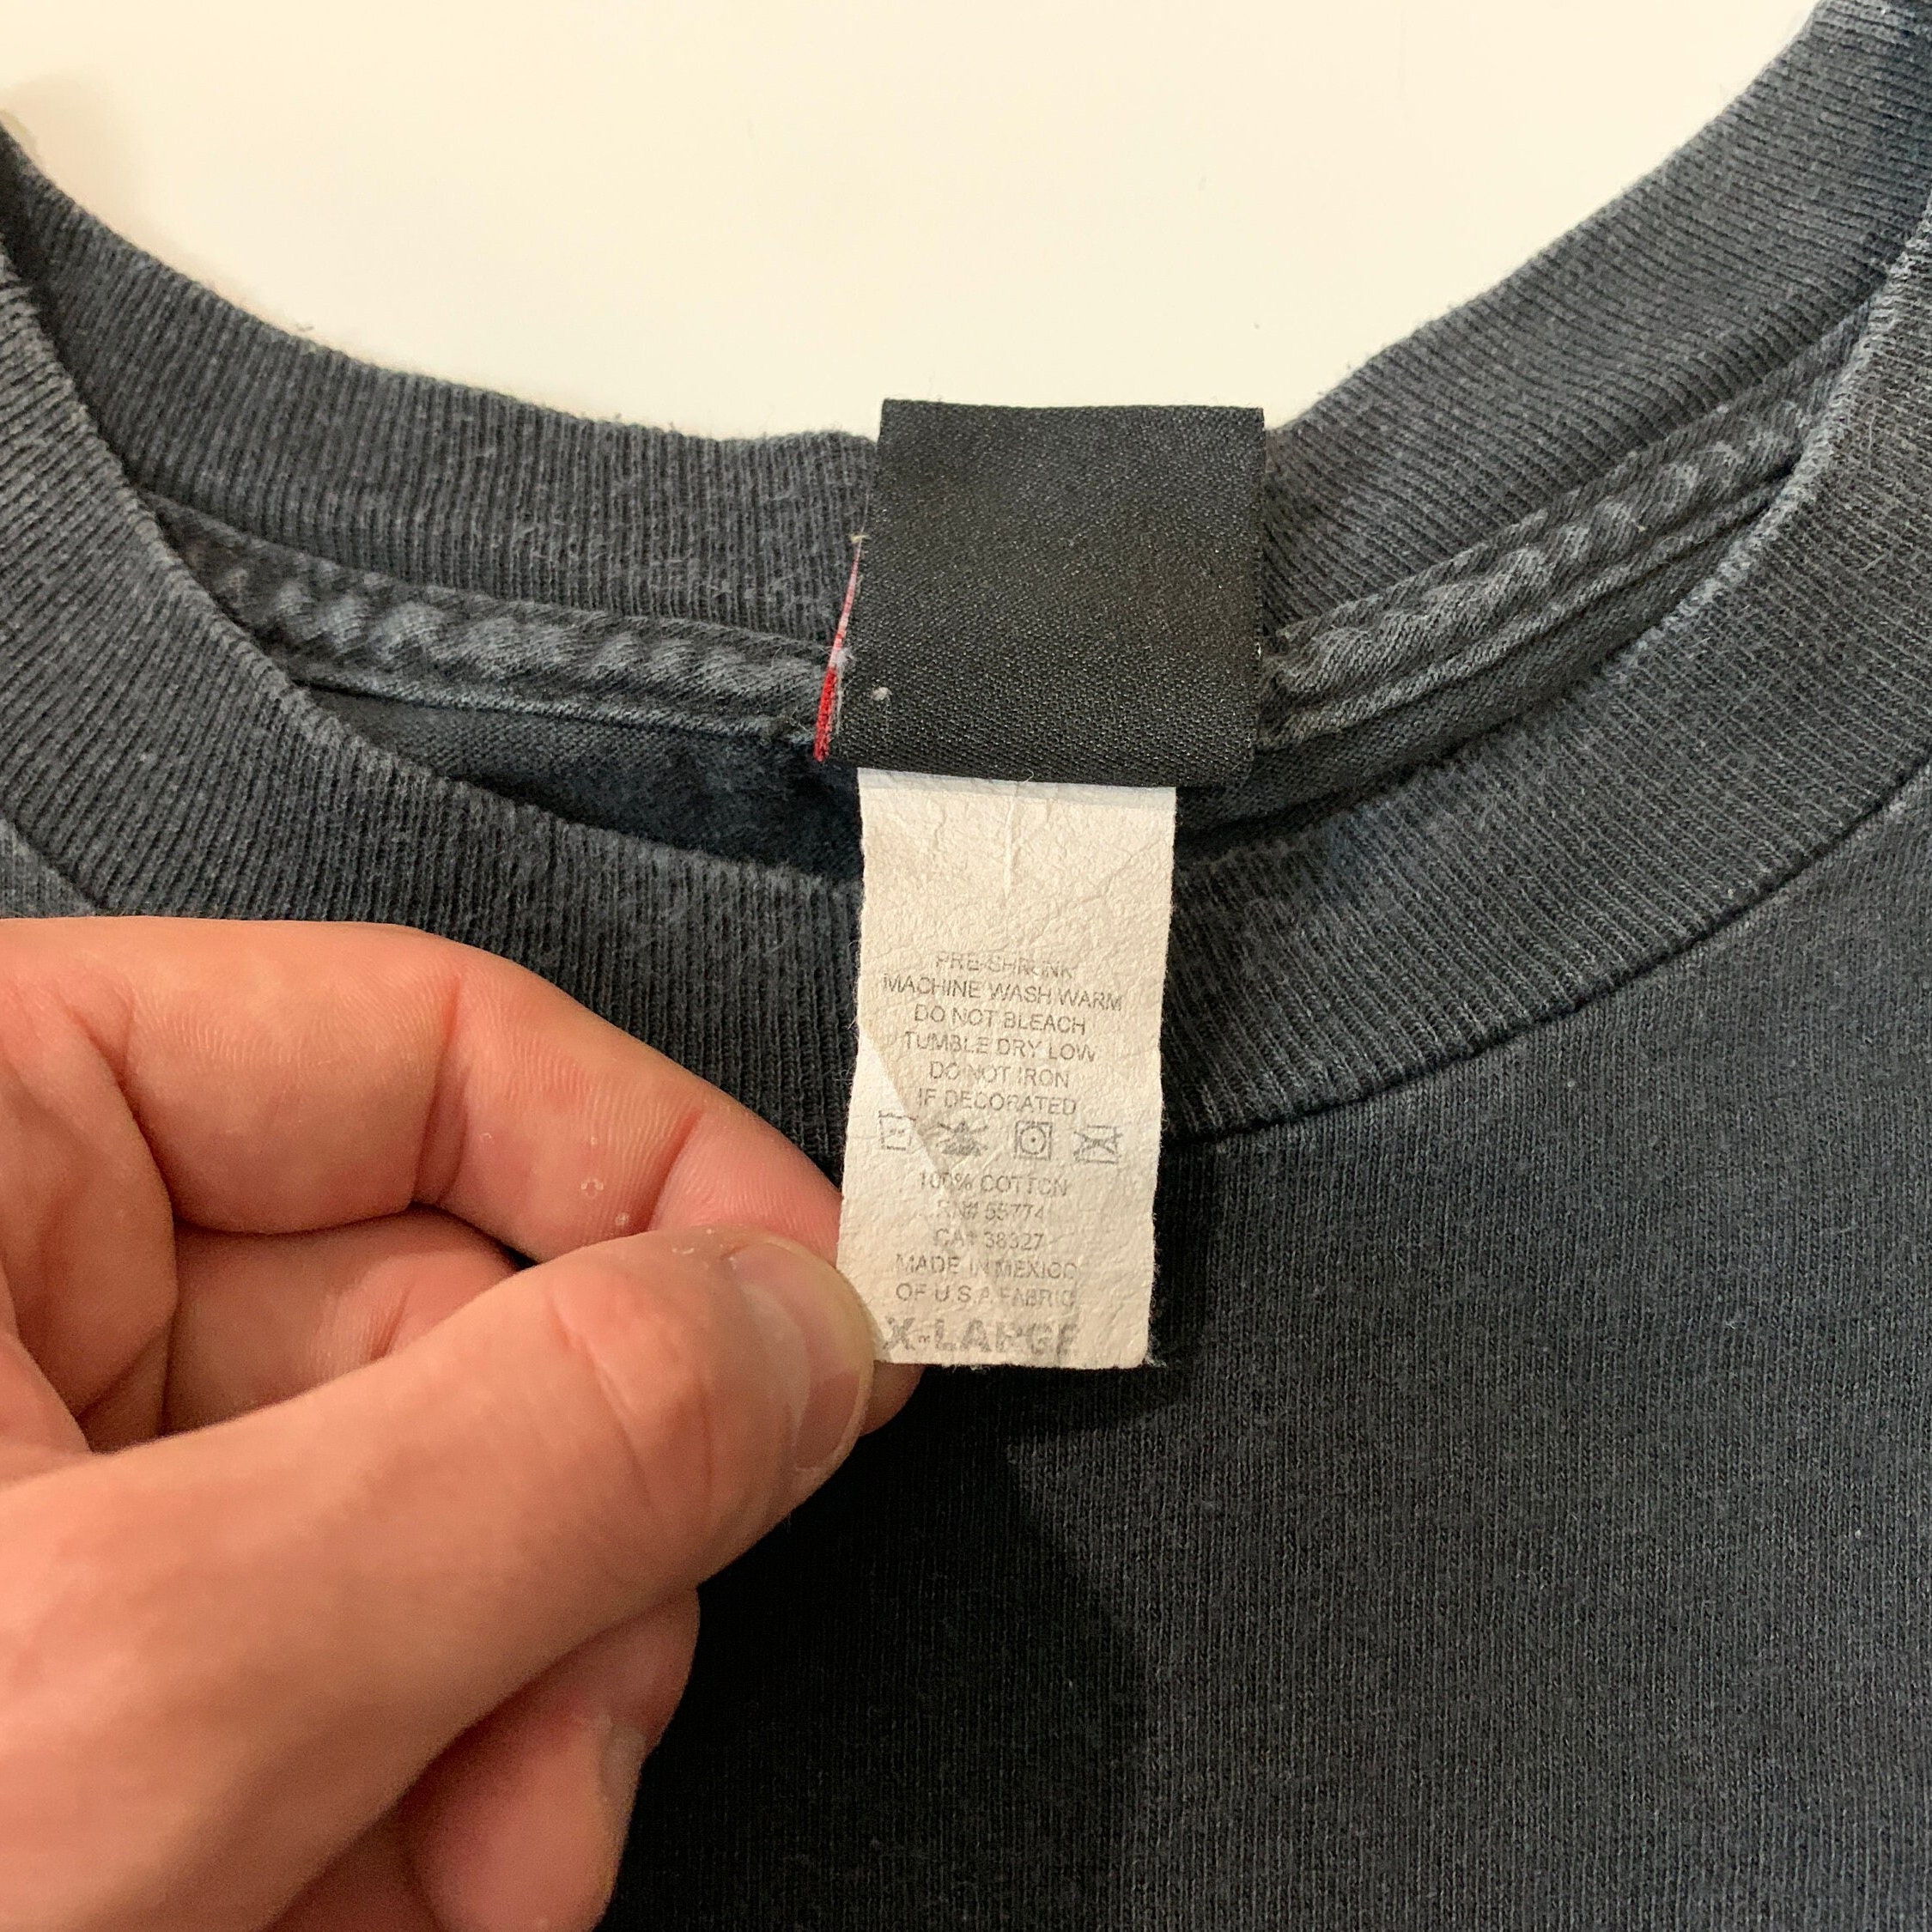 PRE-SHRUNK
MACHINE WASH WARM
DO NOT BLEACH
TUMBLE DRY LOW
DO NOT IRON
IF DECORATED
100% COTTON
RN# 55774
CA# 38327
MADE IN MEXICO
OF U.S.A FABRIC
X-LARGE